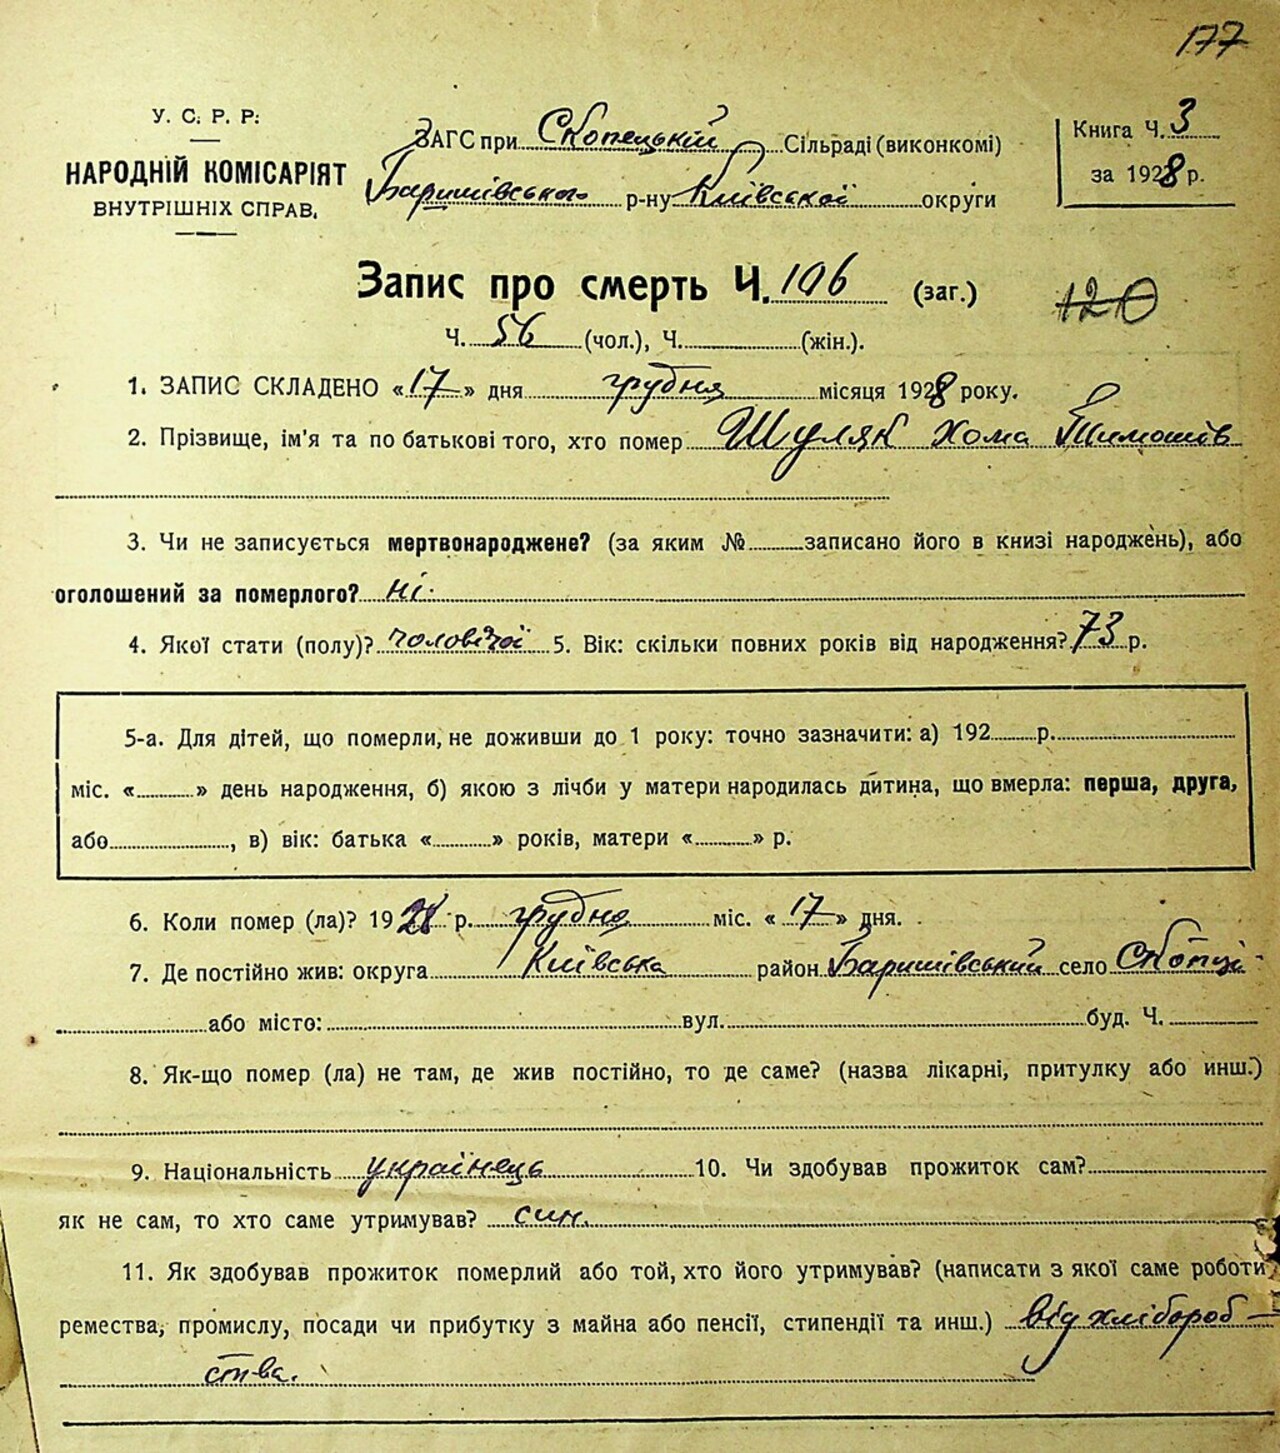 177
У. С. Р. Р.
НАРОДНІЙ КОМІСАРІЯТ
ВНУТРІШНІХ СПРАВ.
ЗАГС при Скопецькій Сільраді (виконкомі)
Баришівського р-ну Київської округи
Книга Ч. 3
за 1928 р.
Запис про смерть Ч. 106 (заг.)
120
Ч. 56 (чол.), Ч. (жін.).
1. ЗАПИС СКЛАДЕНО «17» дня грудня місяця 1928 року.
2. Прізвище, ім'я та по батькові того, хто помер Шуляк Хома Тимошів
3. Чи не записується мертвонароджене? (за яким № записано його в книзі народжень), або
оголошений за померлого? ні.
4. Якої стати (полу)? чоловічої 5. Вік: скільки повних років від народження? 73 р.
5-а. Для дітей, що померли, не доживши до 1 року: точно зазначити: а) 192 р.
міс. « » день народження, б) якою з лічби у матери народилась дитина, що вмерла: перша, друга,
або , в) вік: батька « » років, матери « » р.
6. Коли помер (ла)? 1928 р. грудня міс. «17» дня.
7. Де постійно жив: округа Київська район Баришівський село Скопці
або місто: вул. буд. Ч.
8. Як-що помер (ла) не там, де жив постійно, то де саме? (назва лікарні, притулку або инш.)
9. Національність українець 10. Чи здобував прожиток сам?
як не сам, то хто саме утримував? син.
11. Як здобував прожиток померлий або той, хто його утримував? (написати з якої саме роботи
ремества, промислу, посади чи прибутку з майна або пенсії, стипендії та инш.) від хлібороб-
ства.